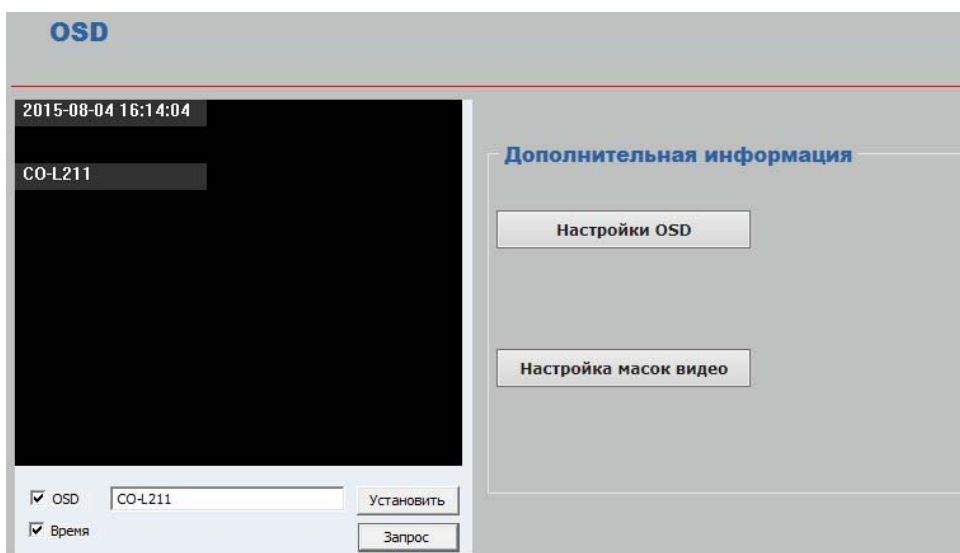 OSD
2015-08-04 16:14:04
CO-L211
Дополнительная информация
Настройки OSD
Настройка масок видео
OSD CO-L211 Установить
Время Запрос